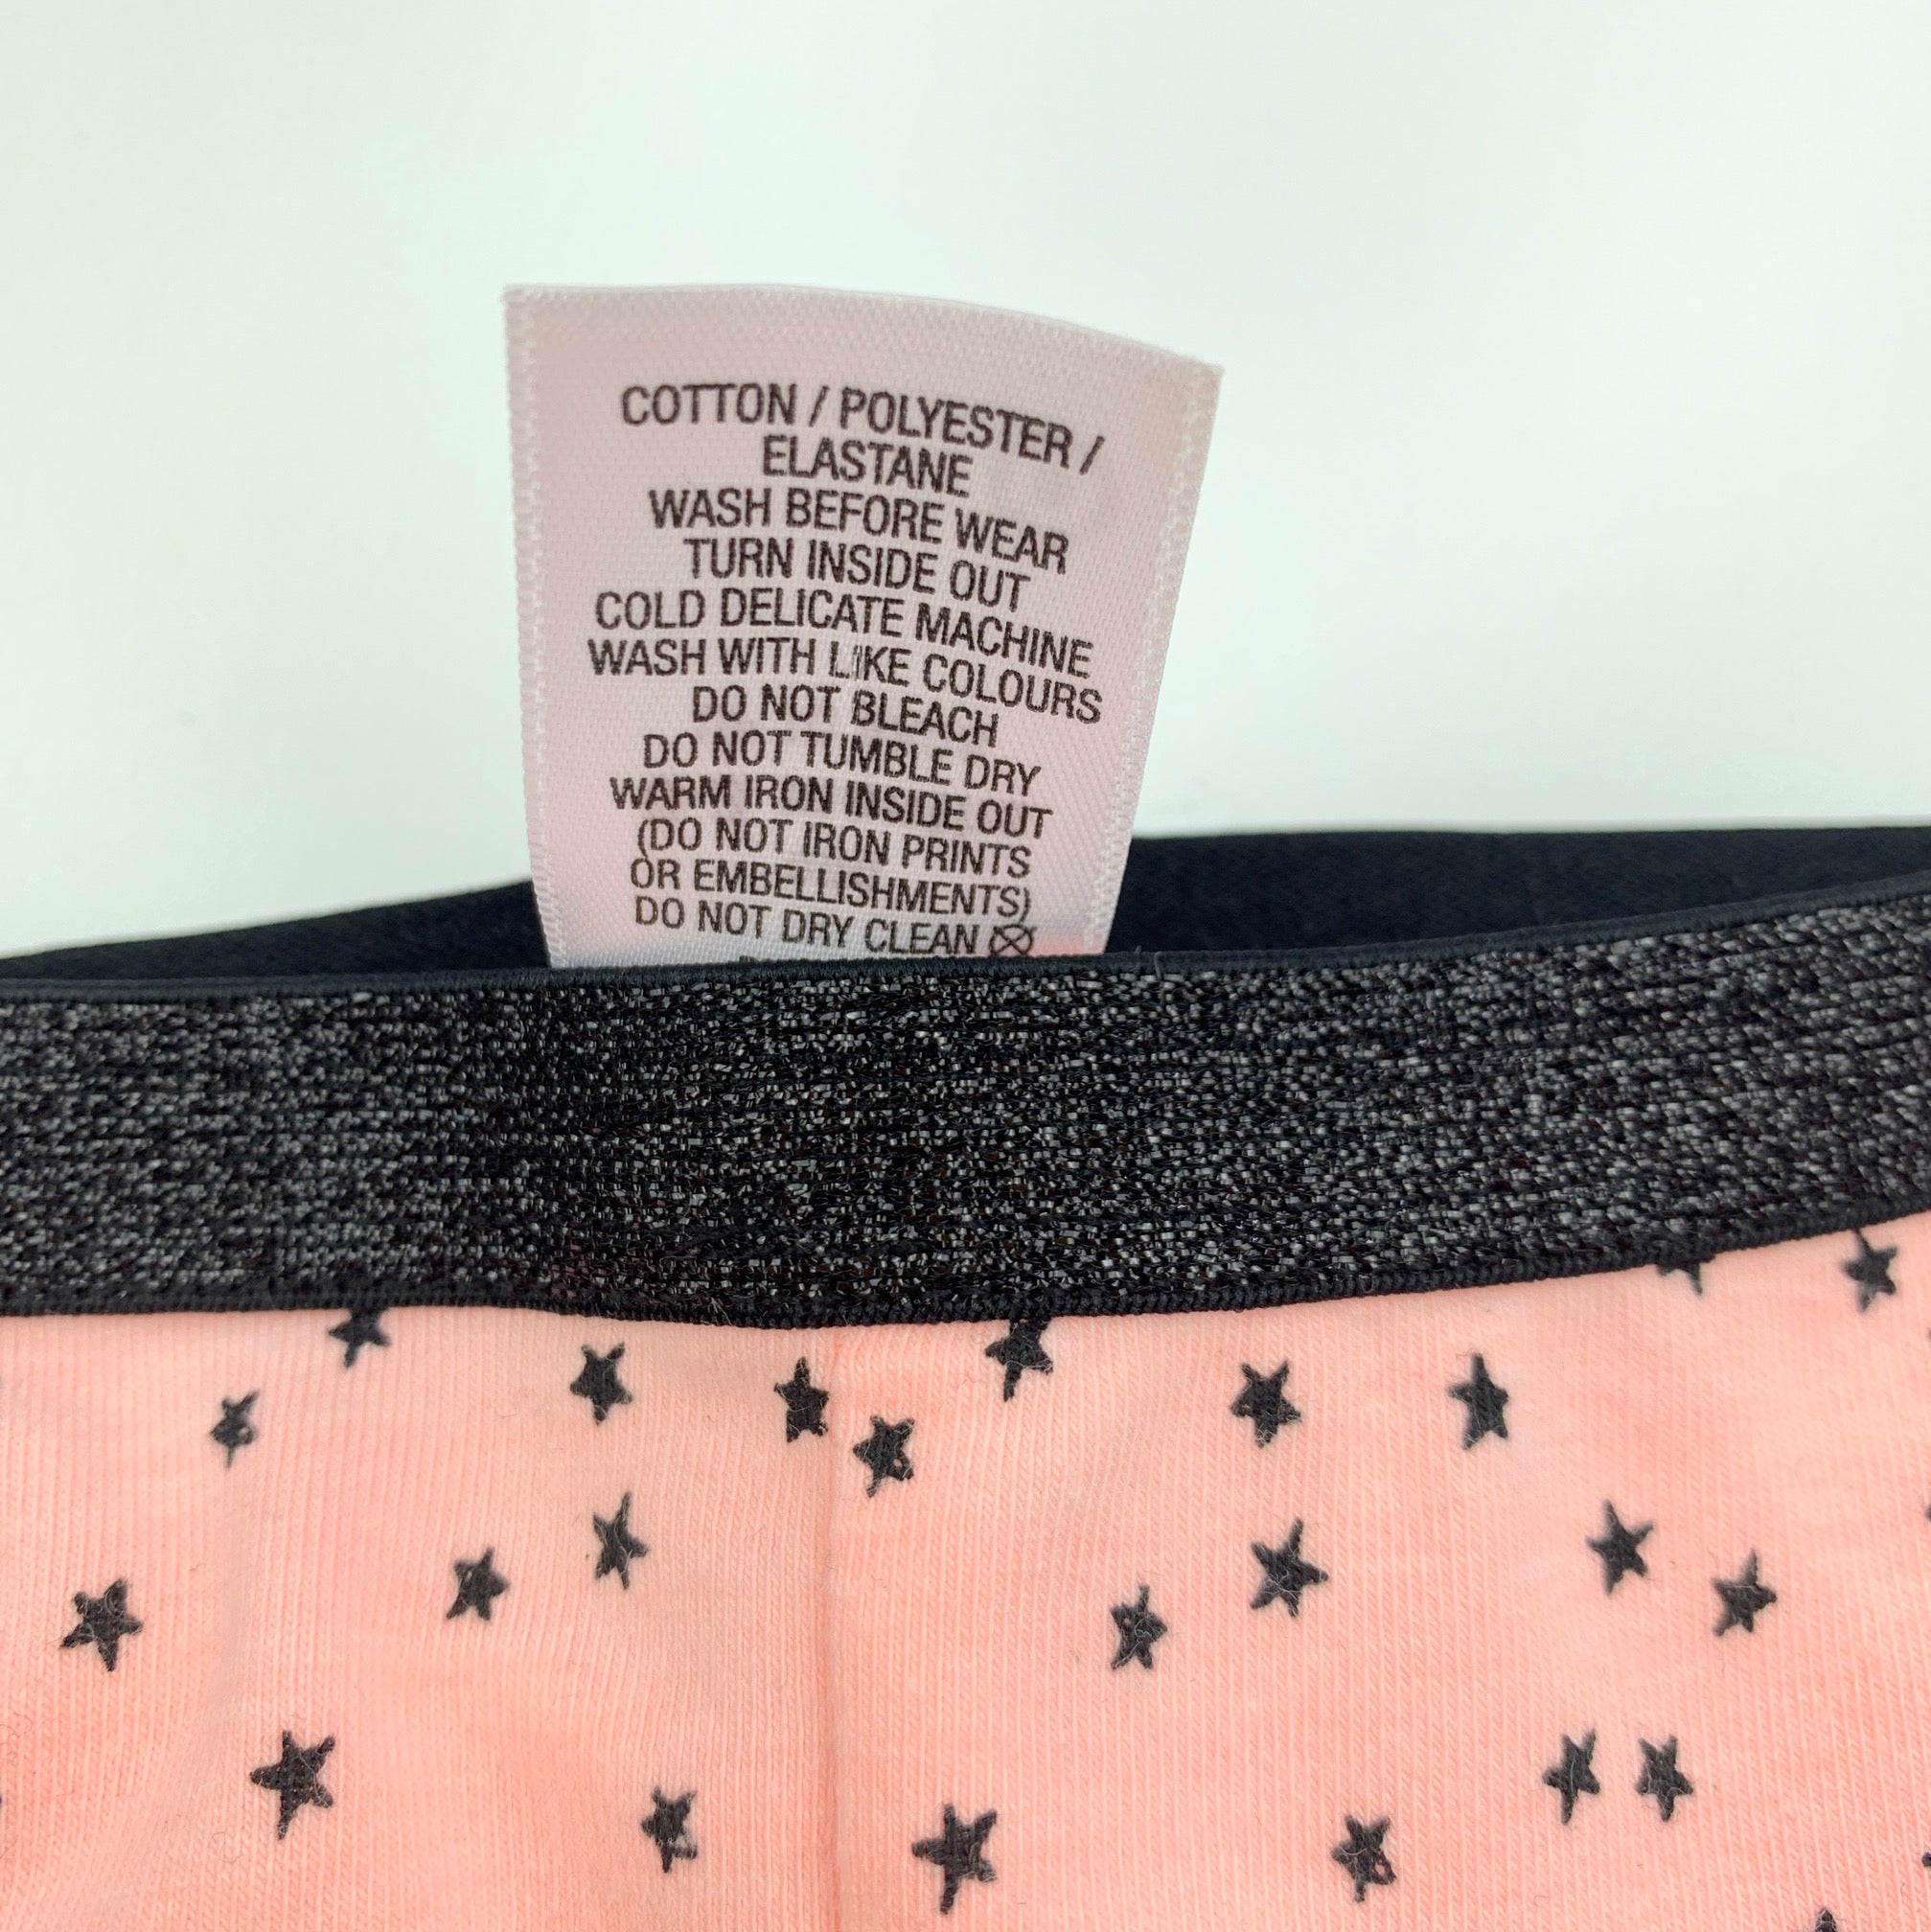 COTTON / POLYESTER /
ELASTANE
WASH BEFORE WEAR
TURN INSIDE OUT
COLD DELICATE MACHINE
WASH WITH LIKE COLOURS
DO NOT BLEACH
DO NOT TUMBLE DRY
WARM IRON INSIDE OUT
(DO NOT IRON PRINTS
OR EMBELLISHMENTS)
DO NOT DRY CLEAN